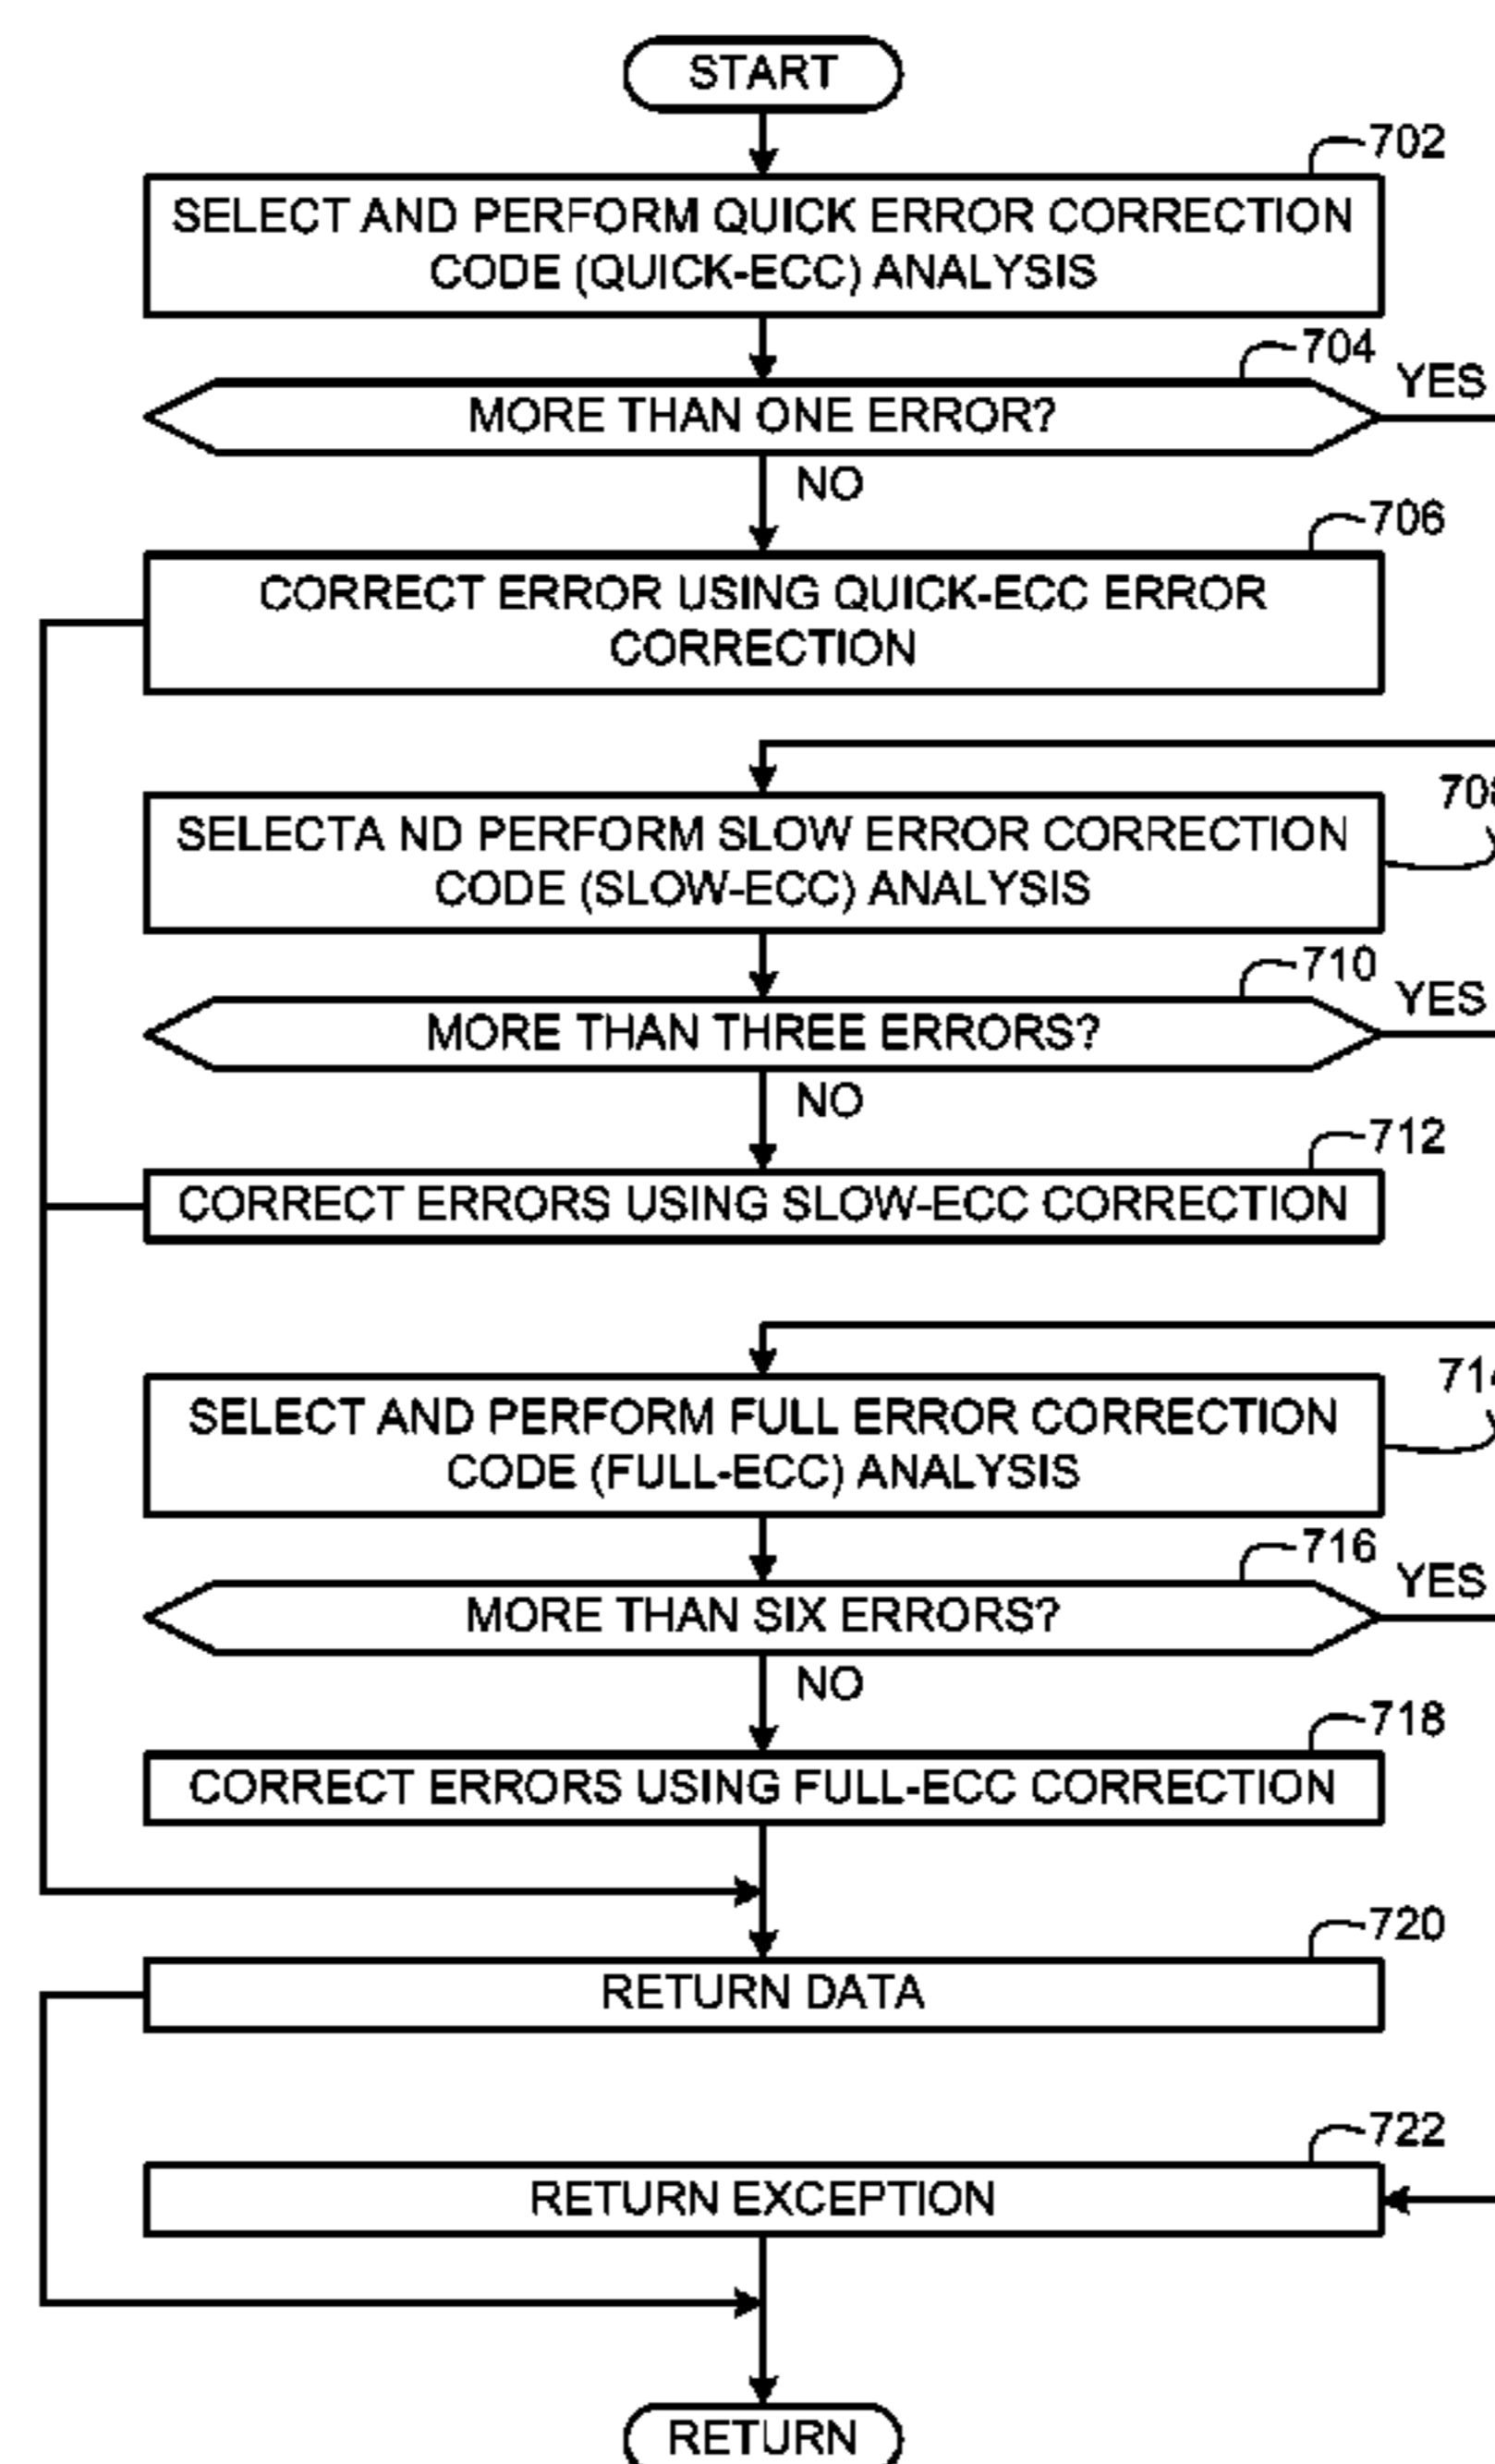 START
702
SELECT AND PERFORM QUICK ERROR CORRECTION
CODE (QUICK-ECC) ANALYSIS
704
YES
MORE THAN ONE ERROR?
NO
706
CORRECT ERROR USING QUICK-ECC ERROR
CORRECTION
708
SELECTA ND PERFORM SLOW ERROR CORRECTION
CODE (SLOW-ECC) ANALYSIS
710
YES
MORE THAN THREE ERRORS?
NO
712
CORRECT ERRORS USING SLOW-ECC CORRECTION
714
SELECT AND PERFORM FULL ERROR CORRECTION
CODE (FULL-ECC) ANALYSIS
716
YES
MORE THAN SIX ERRORS?
NO
718
CORRECT ERRORS USING FULL-ECC CORRECTION
720
RETURN DATA
722
RETURN EXCEPTION
RETURN